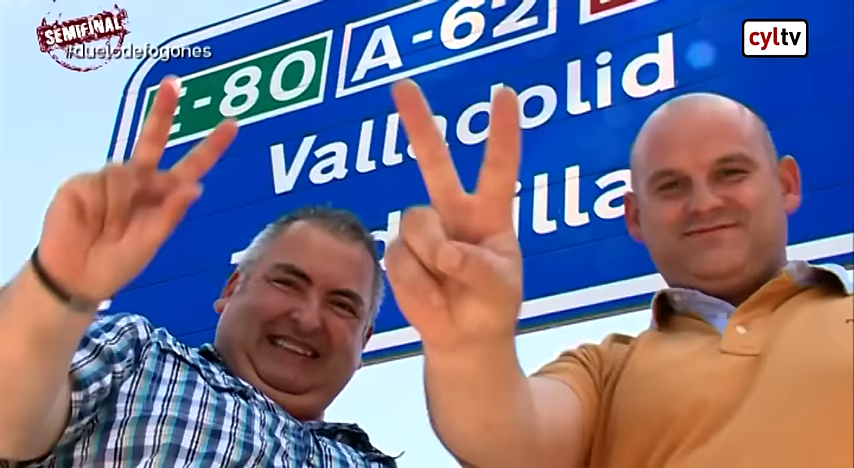 SEMIFINAL
#duelodefogones
cyltv
E-80
A-62
Valladolid